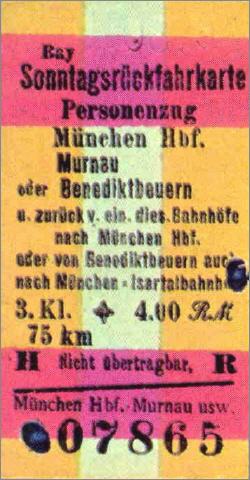 Bay
Sonntagsrückfahrkarte
Personenzug
München Hbf.
Murnau
oder Benediktbeuern
u. zurück v. ein. dies. Bahnhöfe
nach München Hbf.
oder von Benediktbeuern auch
nach München-Isartalbahnh
3. Kl. 4.00 RM
75 km
H Nicht übertragbar. R
München Hbf.-Murnau usw.
07865